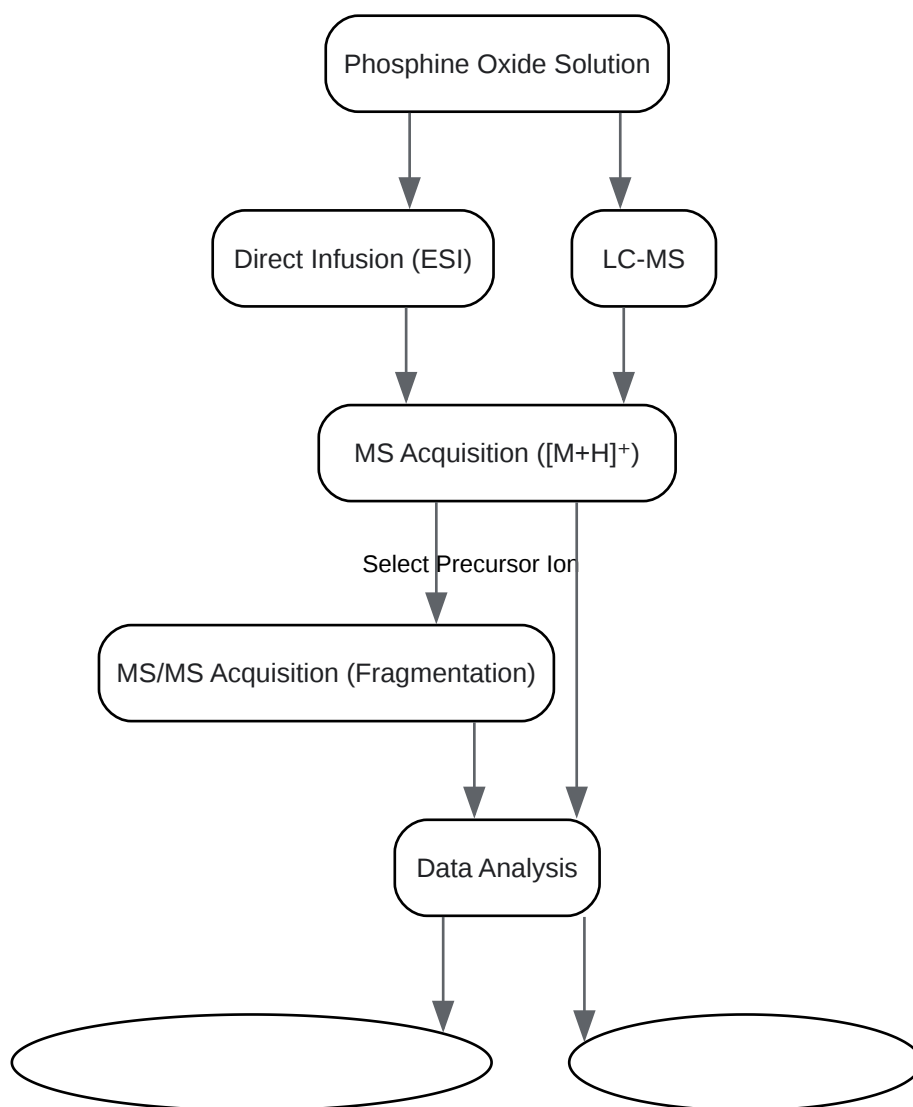 Phosphine Oxide Solution
Direct Infusion (ESI)
LC-MS
MS Acquisition ([M+H]⁺)
Select Precursor Ion
MS/MS Acquisition (Fragmentation)
Data Analysis